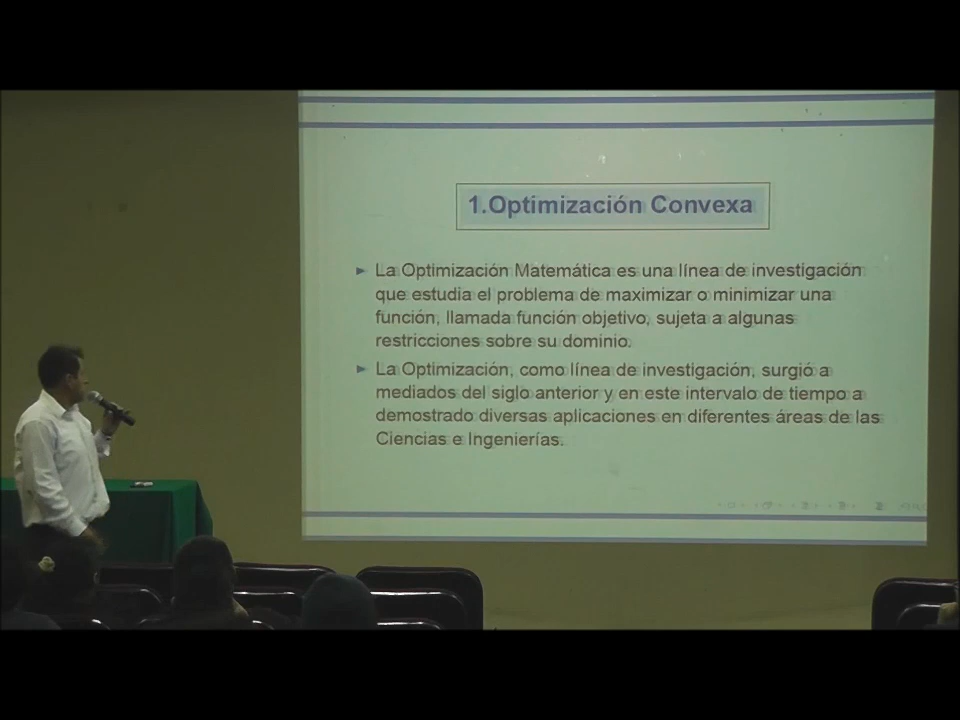 1.Optimización Convexa
► La Optimización Matemática es una línea de investigación
que estudia el problema de maximizar o minimizar una
función, llamada función objetivo, sujeta a algunas
restricciones sobre su dominio.
► La Optimización, como línea de investigación, surgió a
mediados del siglo anterior y en este intervalo de tiempo a
demostrado diversas aplicaciones en diferentes áreas de las
Ciencias e Ingenierías.